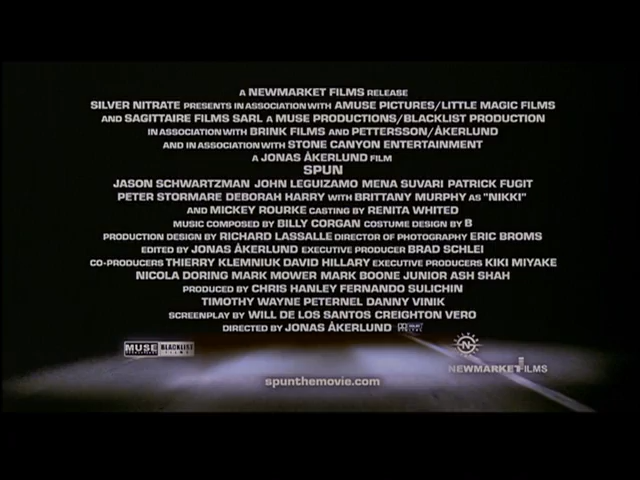 A NEWMARKET FILMS RELEASE
SILVER NITRATE PRESENTS IN ASSOCIATION WITH AMUSE PICTURES/LITTLE MAGIC FILMS
AND SAGITTAIRE FILMS SARL A MUSE PRODUCTIONS/BLACKLIST PRODUCTION
IN ASSOCIATION WITH BRINK FILMS AND PETTERSSON/ÅKERLUND
AND IN ASSOCIATION WITH STONE CANYON ENTERTAINMENT
A JONAS ÅKERLUND FILM
SPUN
JASON SCHWARTZMAN JOHN LEGUIZAMO MENA SUVARI PATRICK FUGIT
PETER STORMARE DEBORAH HARRY WITH BRITTANY MURPHY AS "NIKKI"
AND MICKEY ROURKE CASTING BY RENITA WHITED
MUSIC COMPOSED BY BILLY CORGAN COSTUME DESIGN BY B
PRODUCTION DESIGN BY RICHARD LASSALLE DIRECTOR OF PHOTOGRAPHY ERIC BROMS
EDITED BY JONAS ÅKERLUND EXECUTIVE PRODUCER BRAD SCHLEI
CO-PRODUCERS THIERRY KLEMNIUK DAVID HILLARY EXECUTIVE PRODUCERS KIKI MIYAKE
NICOLA DORING MARK MOWER MARK BOONE JUNIOR ASH SHAH
PRODUCED BY CHRIS HANLEY FERNANDO SULICHIN
TIMOTHY WAYNE PETERNEL DANNY VINIK
SCREENPLAY BY WILL DE LOS SANTOS CREIGHTON VERO
DIRECTED BY JONAS ÅKERLUND
MUSE BLACKLIST FILMS
NEWMARKET FILMS
spunthemovie.com